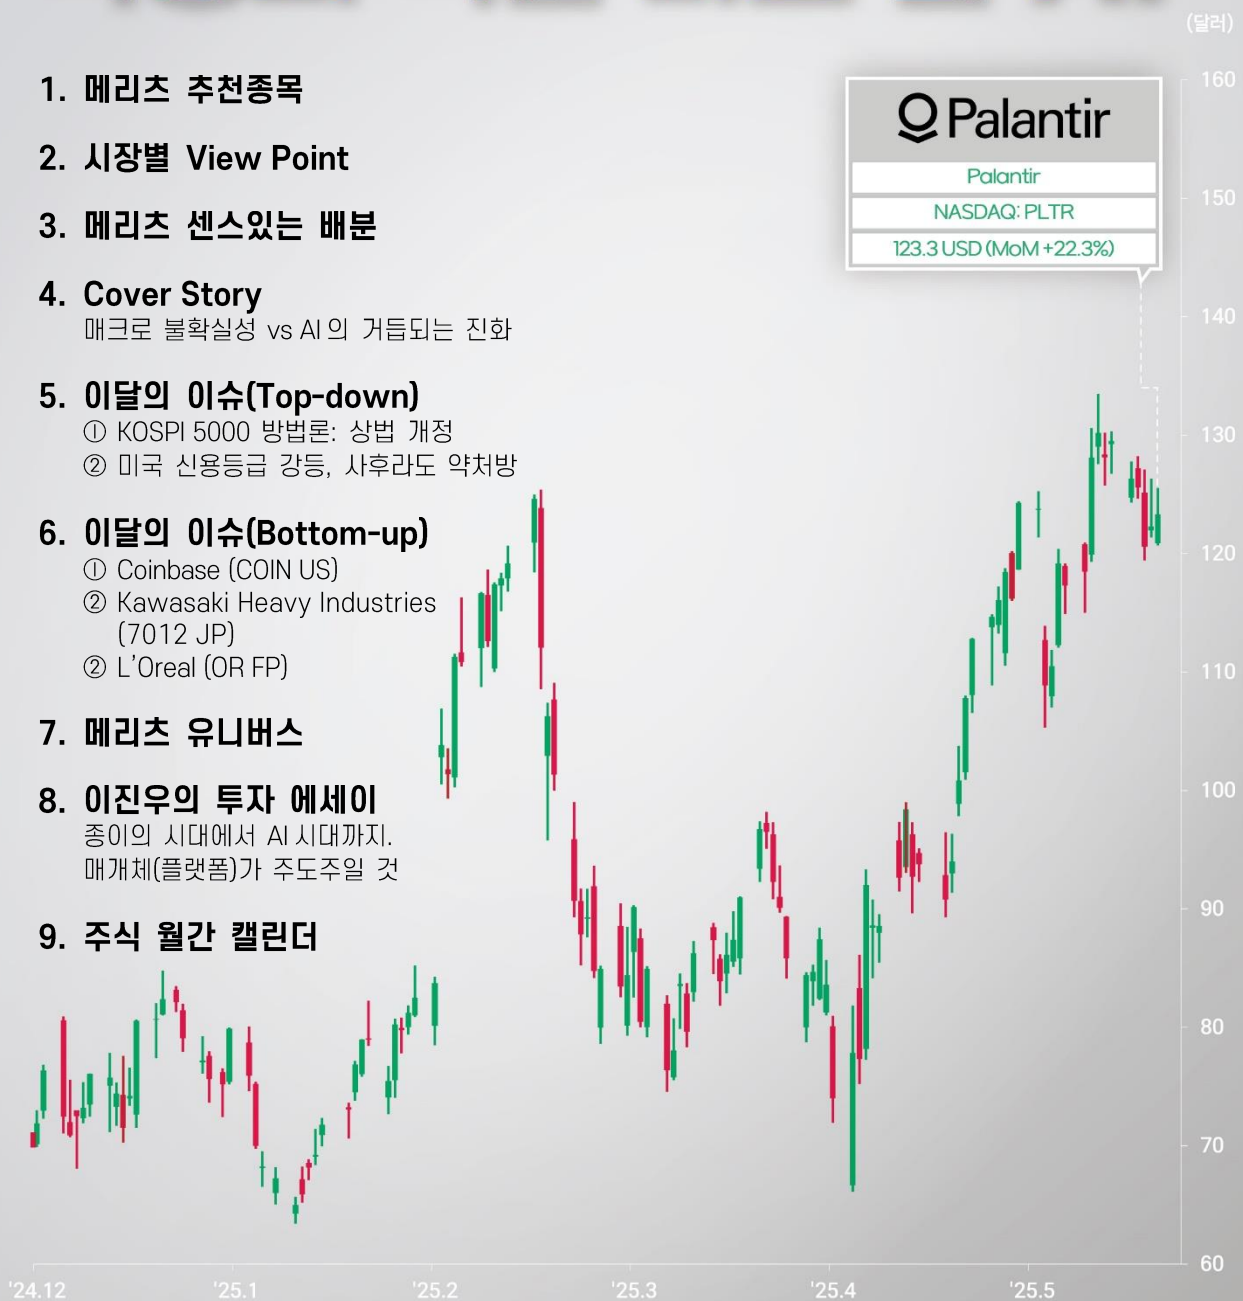 (달러)
1. 메리츠 추천종목
2. 시장별 View Point
3. 메리츠 센스있는 배분
4. Cover Story
매크로 불확실성 vs AI의 거듭되는 진화
5. 이달의 이슈(Top-down)
① KOSPI 5000 방법론: 상법 개정
② 미국 신용등급 강등, 사후라도 약처방
6. 이달의 이슈(Bottom-up)
① Coinbase (COIN US)
② Kawasaki Heavy Industries
(7012 JP)
② L’Oreal (OR FP)
7. 메리츠 유니버스
8. 이진우의 투자 에세이
종이의 시대에서 AI시대까지.
매개체(플랫폼)가 주도주일 것
9. 주식 월간 캘린더
Palantir
Palantir
NASDAQ: PLTR
123.3 USD (MoM +22.3%)
160
150
140
130
120
110
100
90
80
70
60
'24.12 '25.1 '25.2 '25.3 '25.4 '25.5